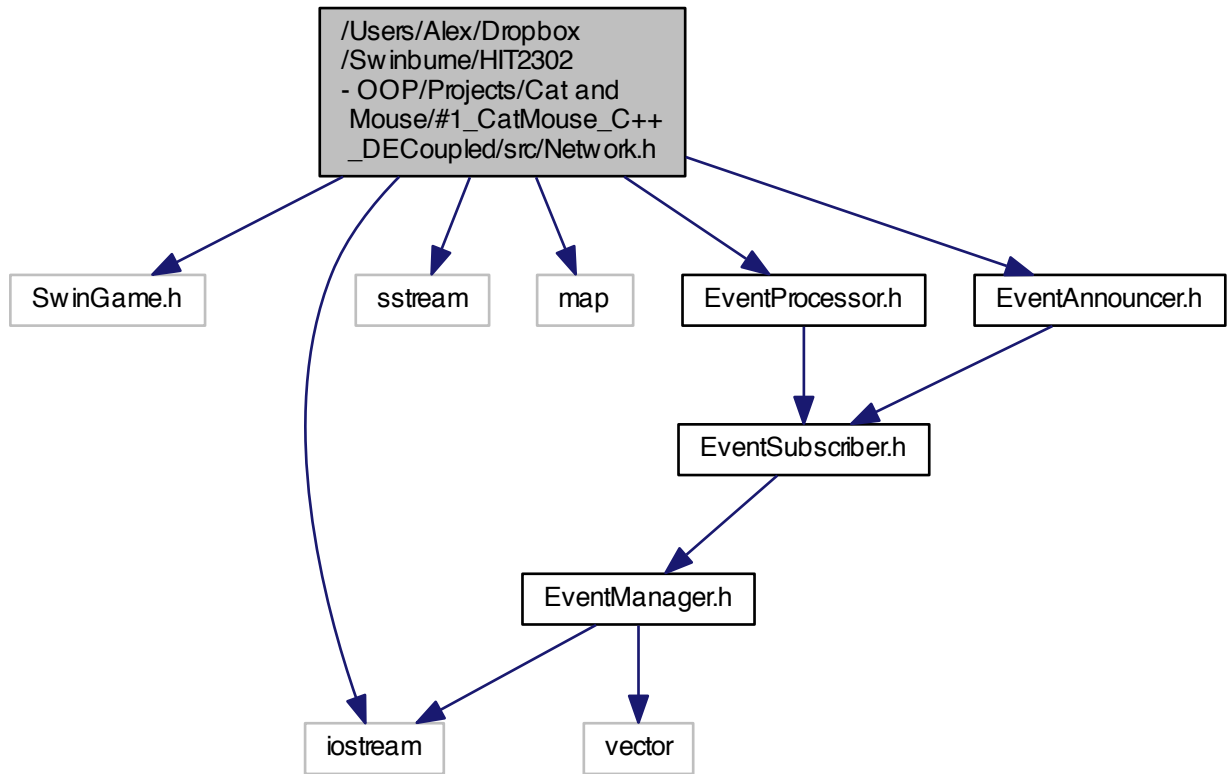 /Users/Alex/Dropbox
/Swinburne/HIT2302
- OOP/Projects/Cat and
Mouse/#1_CatMouse_C++
_DECoupled/src/Network.h
SwinGame.h
sstream
map
EventProcessor.h
EventAnnouncer.h
EventSubscriber.h
EventManager.h
iostream
vector